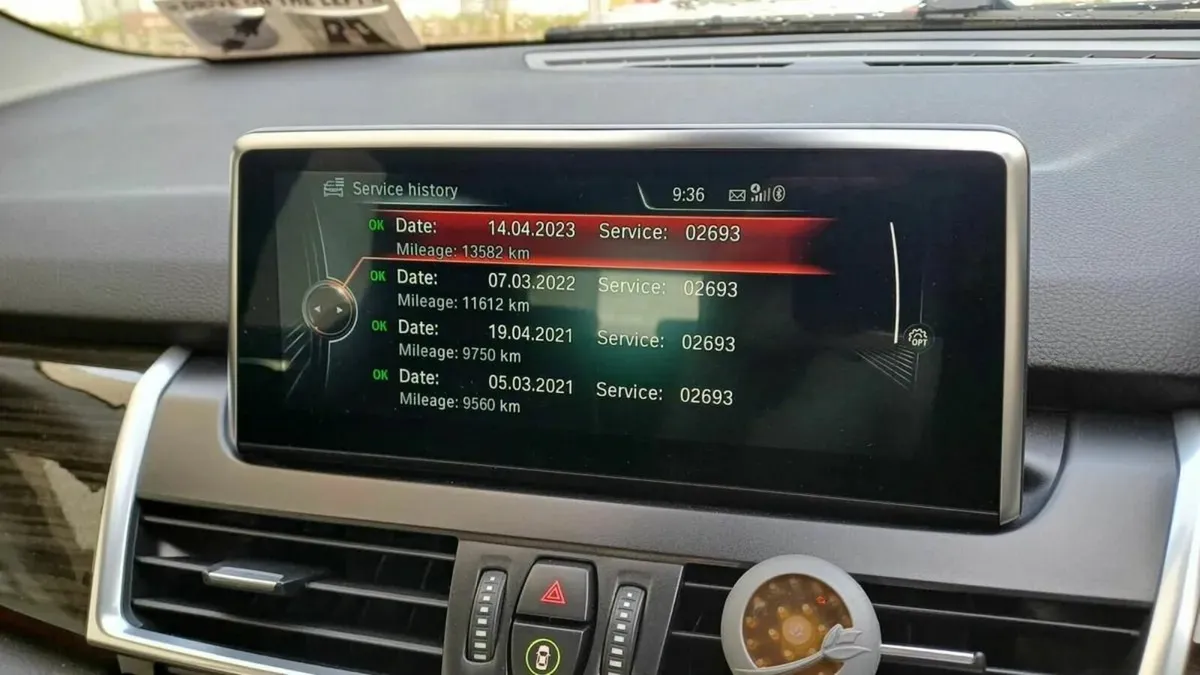 Service history 9:36
OK Date: 14.04.2023 Service: 02693
Mileage: 13582 km
OK Date: 07.03.2022 Service: 02693
Mileage: 11612 km
OK Date: 19.04.2021 Service: 02693
Mileage: 9750 km
OK Date: 05.03.2021 Service: 02693
Mileage: 9560 km
OPT